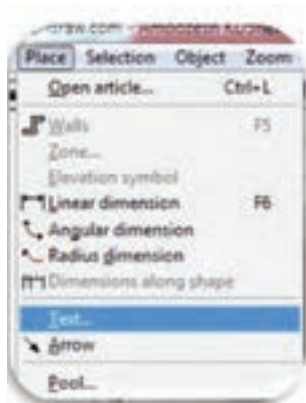 Place Selection Object Zoom
Open article... Ctrl+L
Walls F5
Zone...
Elevation symbol
Linear dimension F6
Angular dimension
Radius dimension
Dimensions along shape
Text...
Arrow
Pool...